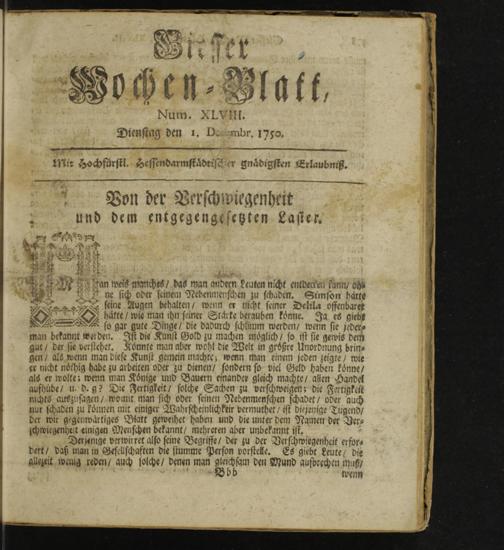 Giesser
Wochen-Blatt,
Num. XLVIII.
Dienstag den 1. Decembr. 1750.
Mit Hochfürstl. Hessendarmstädtischer gnädigsten Erlaubniß.
Von der Verschwiegenheit
und dem entgegengesetzten Laster.
Man weis manches/ das man andern Leuten nicht entdecken kann/ oh-
ne sich oder seinem Nebenmenschen zu schaden. Simson hätte
seine Augen behalten/ wenn er nicht seiner Delila offenbaret
hätte/ wie man ihn seiner Stärke berauben könne. Ja es giebt
so gar gute Dinge/ die dadurch schlimm werden/ wenn sie jeder-
man bekannt werden. Ist die Kunst Gold zu machen möglich/ so ist sie gewis dem
gut/ der sie verstehet. Könnte man aber wohl die Welt in größre Unordnung brin-
gen/ als wenn man diese Kunst gemein machte; wenn man einem jeden zeigte/ wie
er nicht nöthig habe zu arbeiten oder zu dienen/ sondern so viel Geld haben könne/
als er wolte; wenn man Könige und Bauern einander gleich machte/ allen Handel
aufhübe/ u. d. g? Die Fertigkeit/ solche Sachen zu verschweigen; die Fertigkeit
nichts auszusagen/ womit man sich oder seinen Nebenmenschen schadet/ oder auch
nur schaden zu können mit einiger Wahrscheinlichkeit vermuthet/ ist diejenige Tugend/
der wir gegenwärtiges Blatt geweihet haben und die unter dem Namen der Ver-
schwiegenheit einigen Menschen bekannt/ mehreren aber unbekannt ist.
Derjenige verwirret also seine Begriffe/ der zu der Verschwiegenheit erfor-
dert/ daß man in Gesellschaften die stumme Person vorstelle. Es giebt Leute/ die
allezeit wenig reden/ auch solche/ denen man gleichsam den Mund aufbrechen muß/
Bbb
wenn